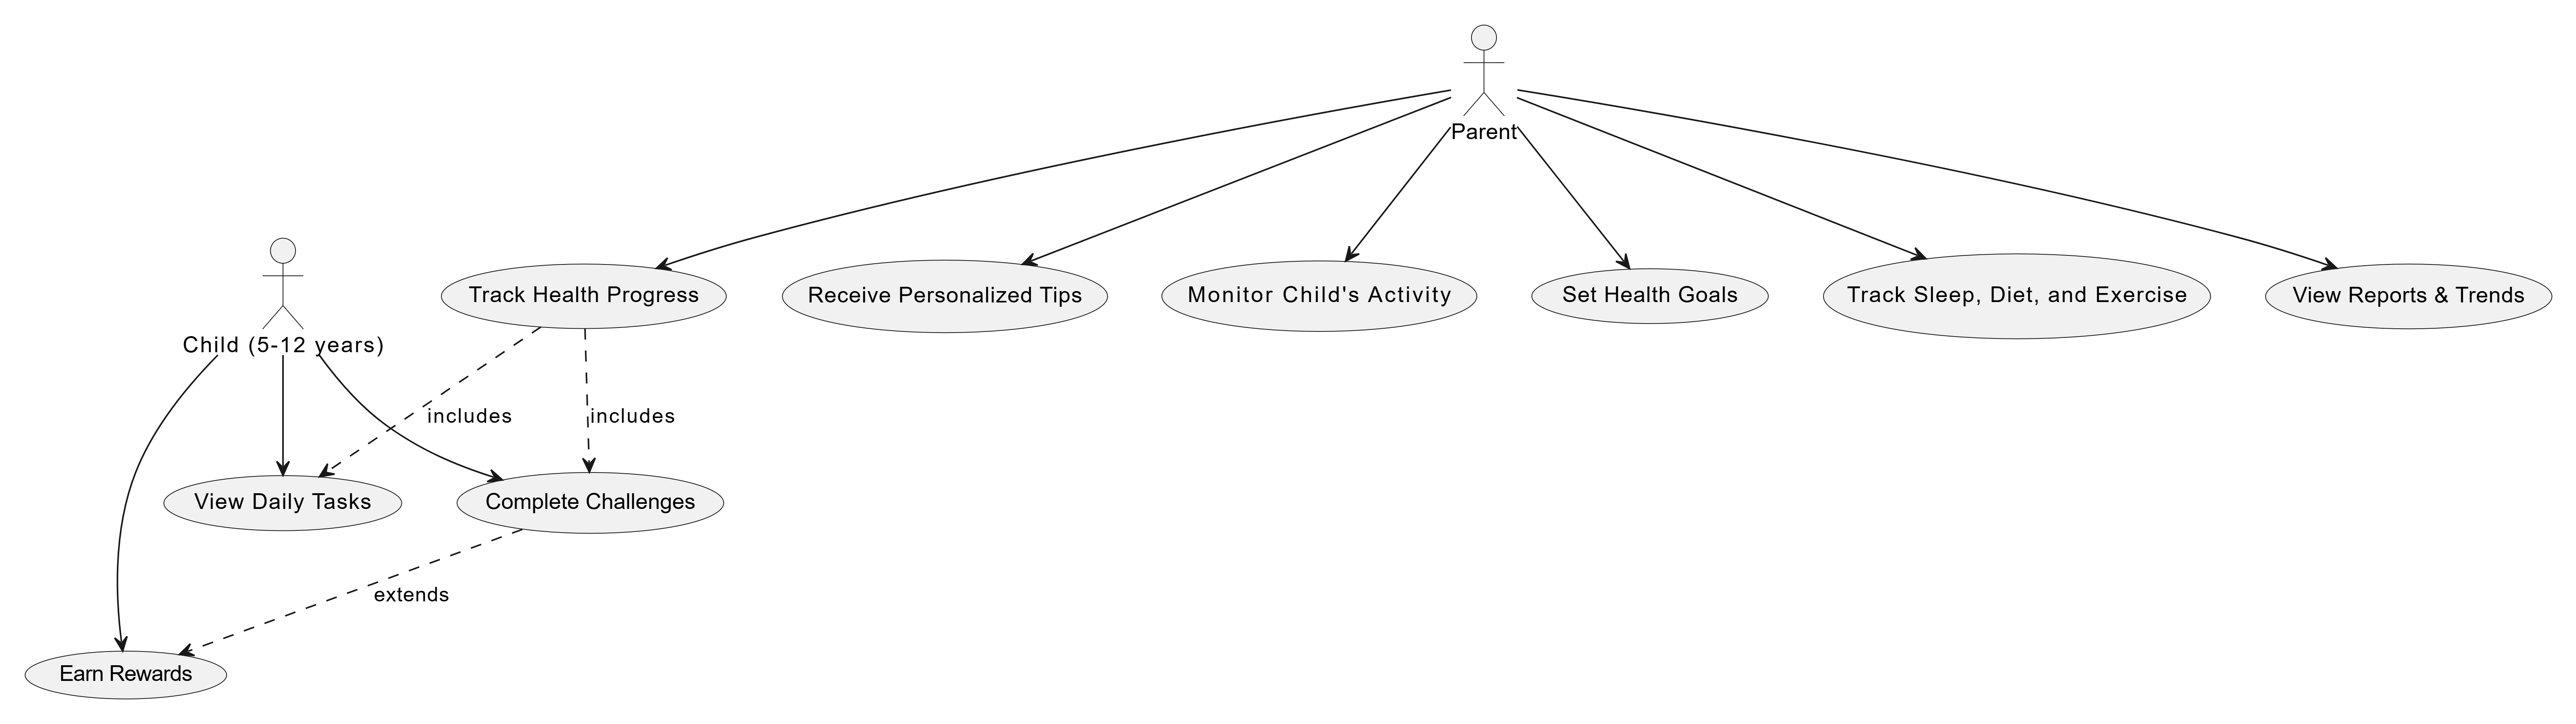 Parent
Track Health Progress
Receive Personalized Tips
Monitor Child's Activity
Set Health Goals
Track Sleep, Diet, and Exercise
View Reports & Trends
Child (5-12 years)
includes
includes
View Daily Tasks
Complete Challenges
extends
Earn Rewards